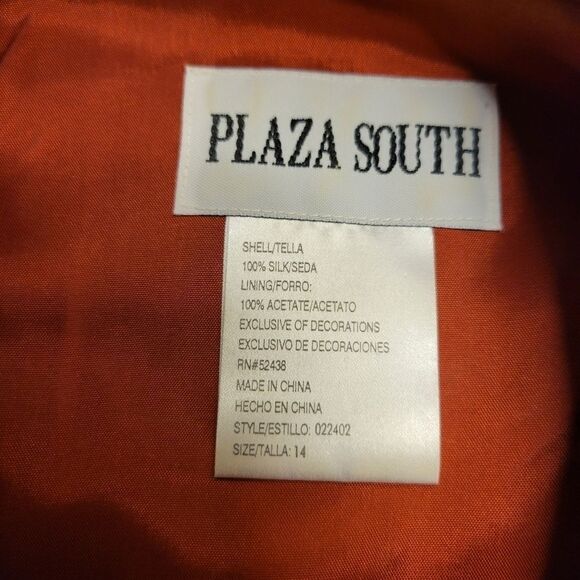 PLAZA SOUTH
SHELL/TELLA
100% SILK/SEDA
LINING/FORRO:
100% ACETATE/ACETATO
EXCLUSIVE OF DECORATIONS
EXCLUSIVO DE DECORACIONES
RN#52438
MADE IN CHINA
HECHO EN CHINA
STYLE/ESTILLO: 022402
SIZE/TALLA: 14